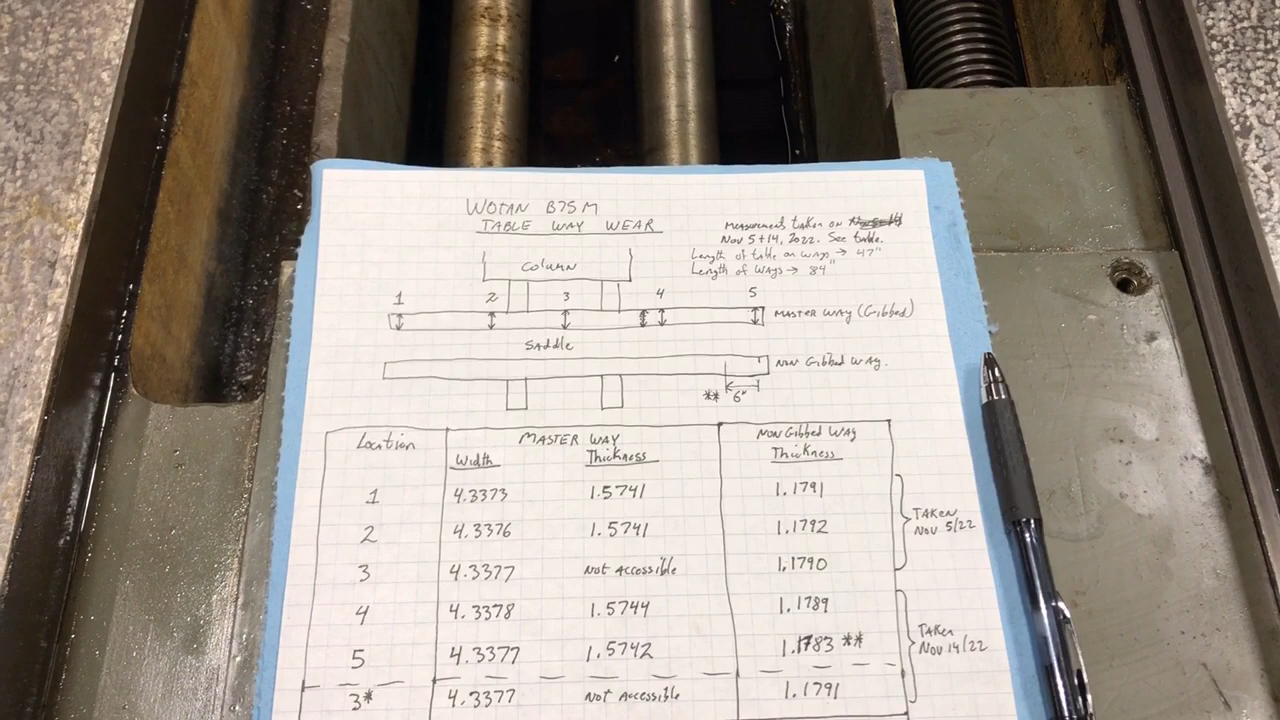 WOTAN B75M
TABLE WAY WEAR
Measurements taken on
Nov 5+14, 2022. See table.
Length of table on ways → 47"
Length of ways → 84"
Column
1 2 3 4 5
Master Way (Gibbed)
Saddle
Non Gibbed Way.
** 6"
Location
Master Way
Width Thickness
Non Gibbed Way
Thickness
1 4.3373 1.5741 1.1791
2 4.3376 1.5741 1.1792
3 4.3377 Not Accessible 1.1790
Taken
Nov 5/22
4 4.3378 1.5744 1.1789
5 4.3377 1.5742 1.1783 **
3* 4.3377 Not Accessible 1.1791
Taken
Nov 14/22